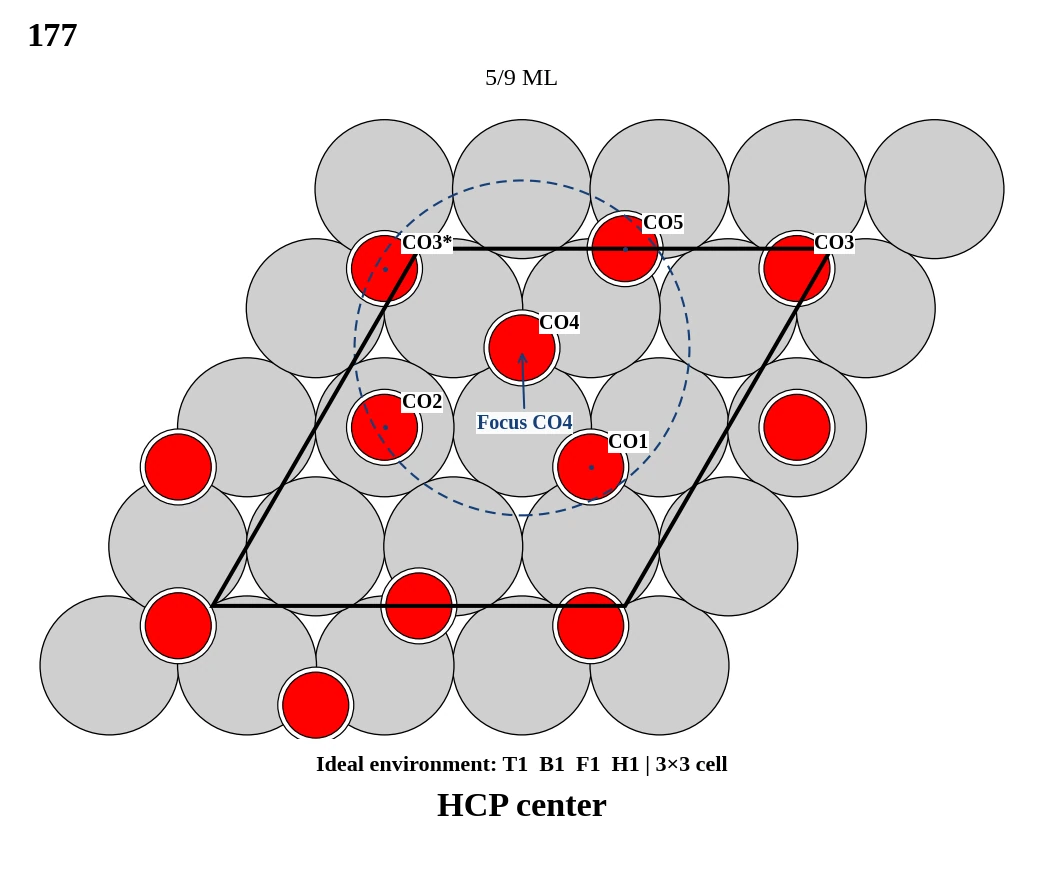 177
5/9 ML
CO5
CO3*
CO3
CO4
CO2
Focus CO4
CO1
Ideal environment: T1 B1 F1 H1 | 3×3 cell
HCP center